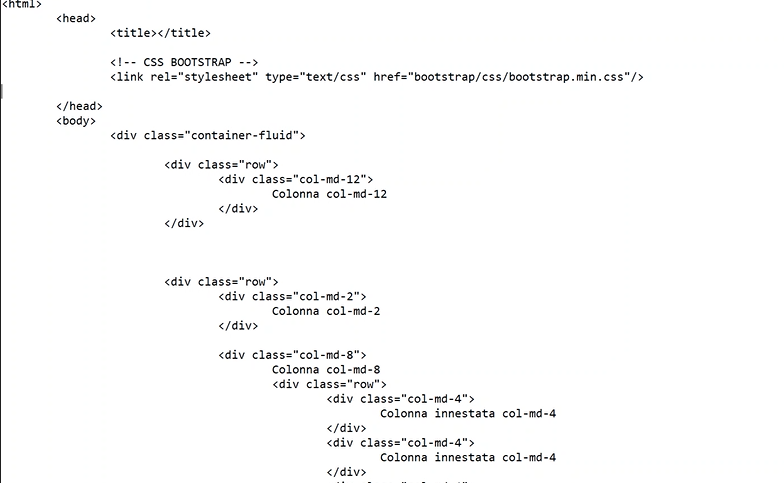 <html>
<head>
<title></title>
<!-- CSS BOOTSTRAP -->
<link rel="stylesheet" type="text/css" href="bootstrap/css/bootstrap.min.css"/>
</head>
<body>
<div class="container-fluid">
<div class="row">
<div class="col-md-12">
Colonna col-md-12
</div>
</div>
<div class="row">
<div class="col-md-2">
Colonna col-md-2
</div>
<div class="col-md-8">
Colonna col-md-8
<div class="row">
<div class="col-md-4">
Colonna innestata col-md-4
</div>
<div class="col-md-4">
Colonna innestata col-md-4
</div>